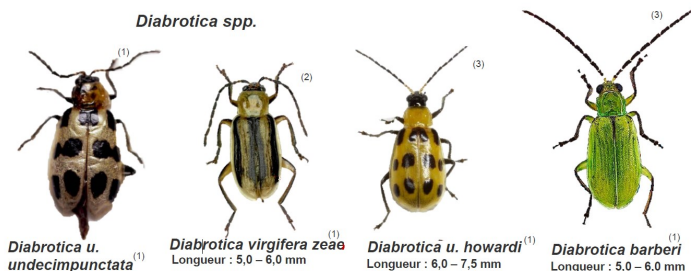 Diabrotica spp.
(1)
(2)
(3)
(3)
Diabrotica u.
undecimpunctata (1)
Diabrotica virgifera zeae (1)
Longueur : 5,0 – 6,0 mm
Diabrotica u. howardi (1)
Longueur : 6,0 – 7,5 mm
Diabrotica barberi (1)
Longueur : 5.0 – 6.0 mm